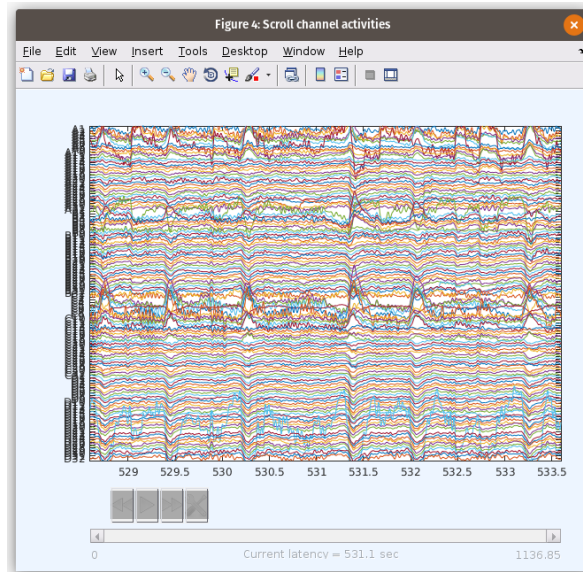 Figure 4: Scroll channel activities
File Edit View Insert Tools Desktop Window Help
529 529.5 530 530.5 531 531.5 532 532.5 533 533.5
0 Current latency = 531.1 sec 1136.85